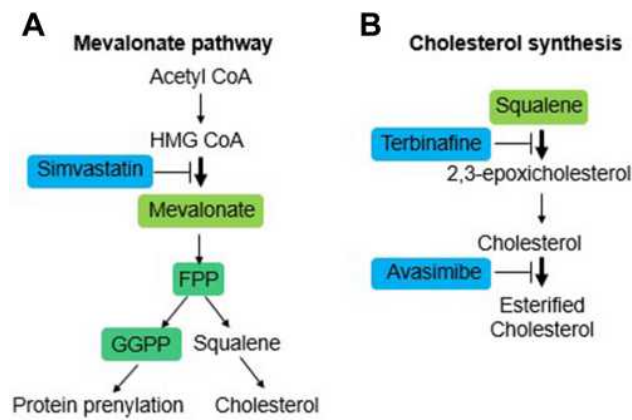 A
Mevalonate pathway
Acetyl CoA
HMG CoA
Simvastatin
Mevalonate
FPP
GGPP
Squalene
Protein prenylation
Cholesterol
B
Cholesterol synthesis
Squalene
Terbinafine
2,3-epoxicholesterol
Cholesterol
Avasimibe
Esterified
Cholesterol